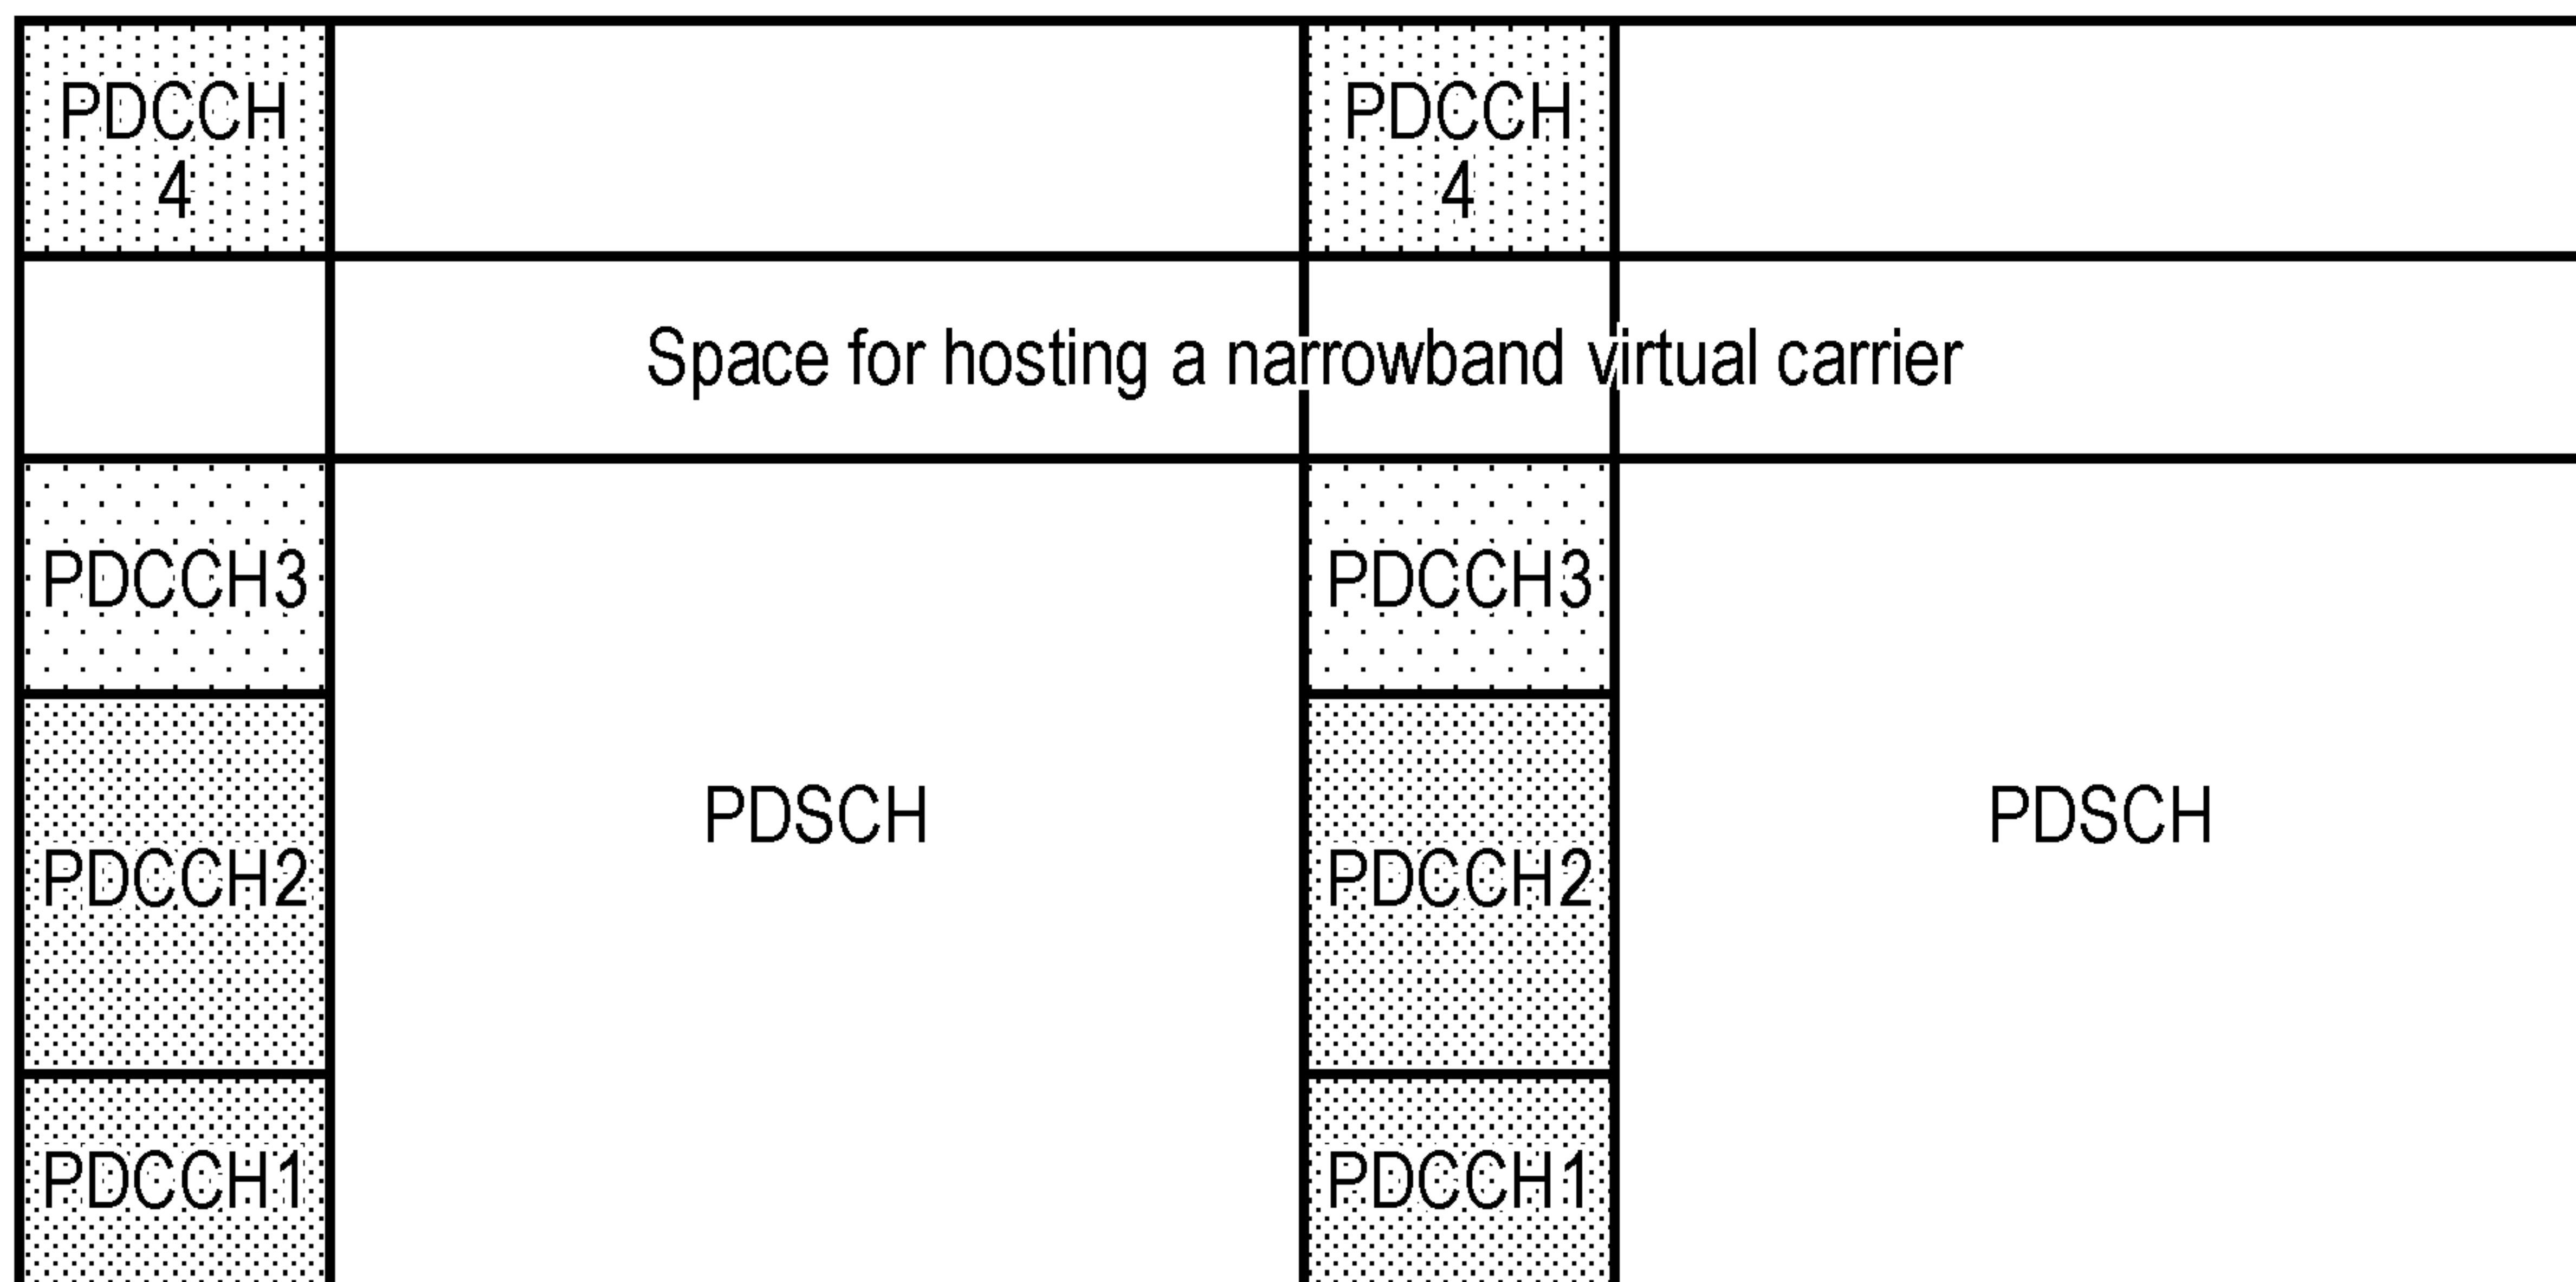 PDCCH
4
PDCCH
4
Space for hosting a narrowband virtual carrier
PDCCH3
PDCCH3
PDSCH
PDSCH
PDCCH2
PDCCH2
PDCCH1
PDCCH1